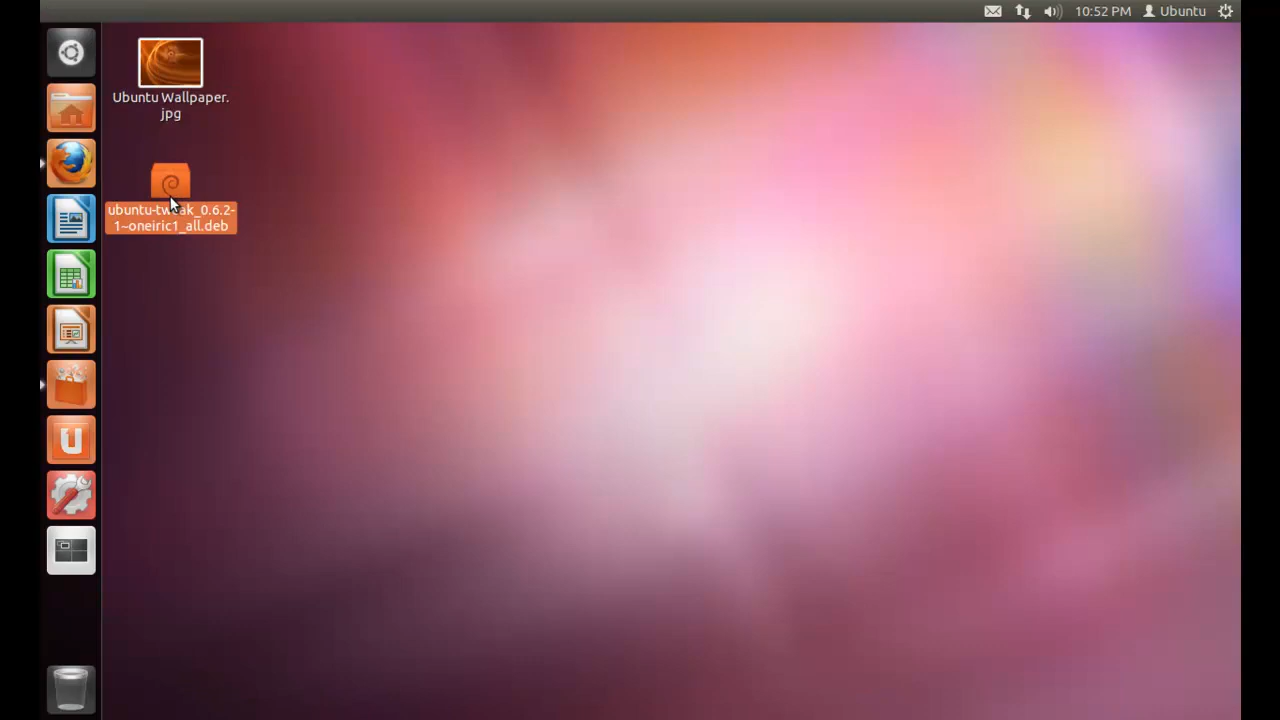 10:52 PM Ubuntu
Ubuntu Wallpaper.
jpg
ubuntu-tweak_0.6.2-
1~oneiric1_all.deb